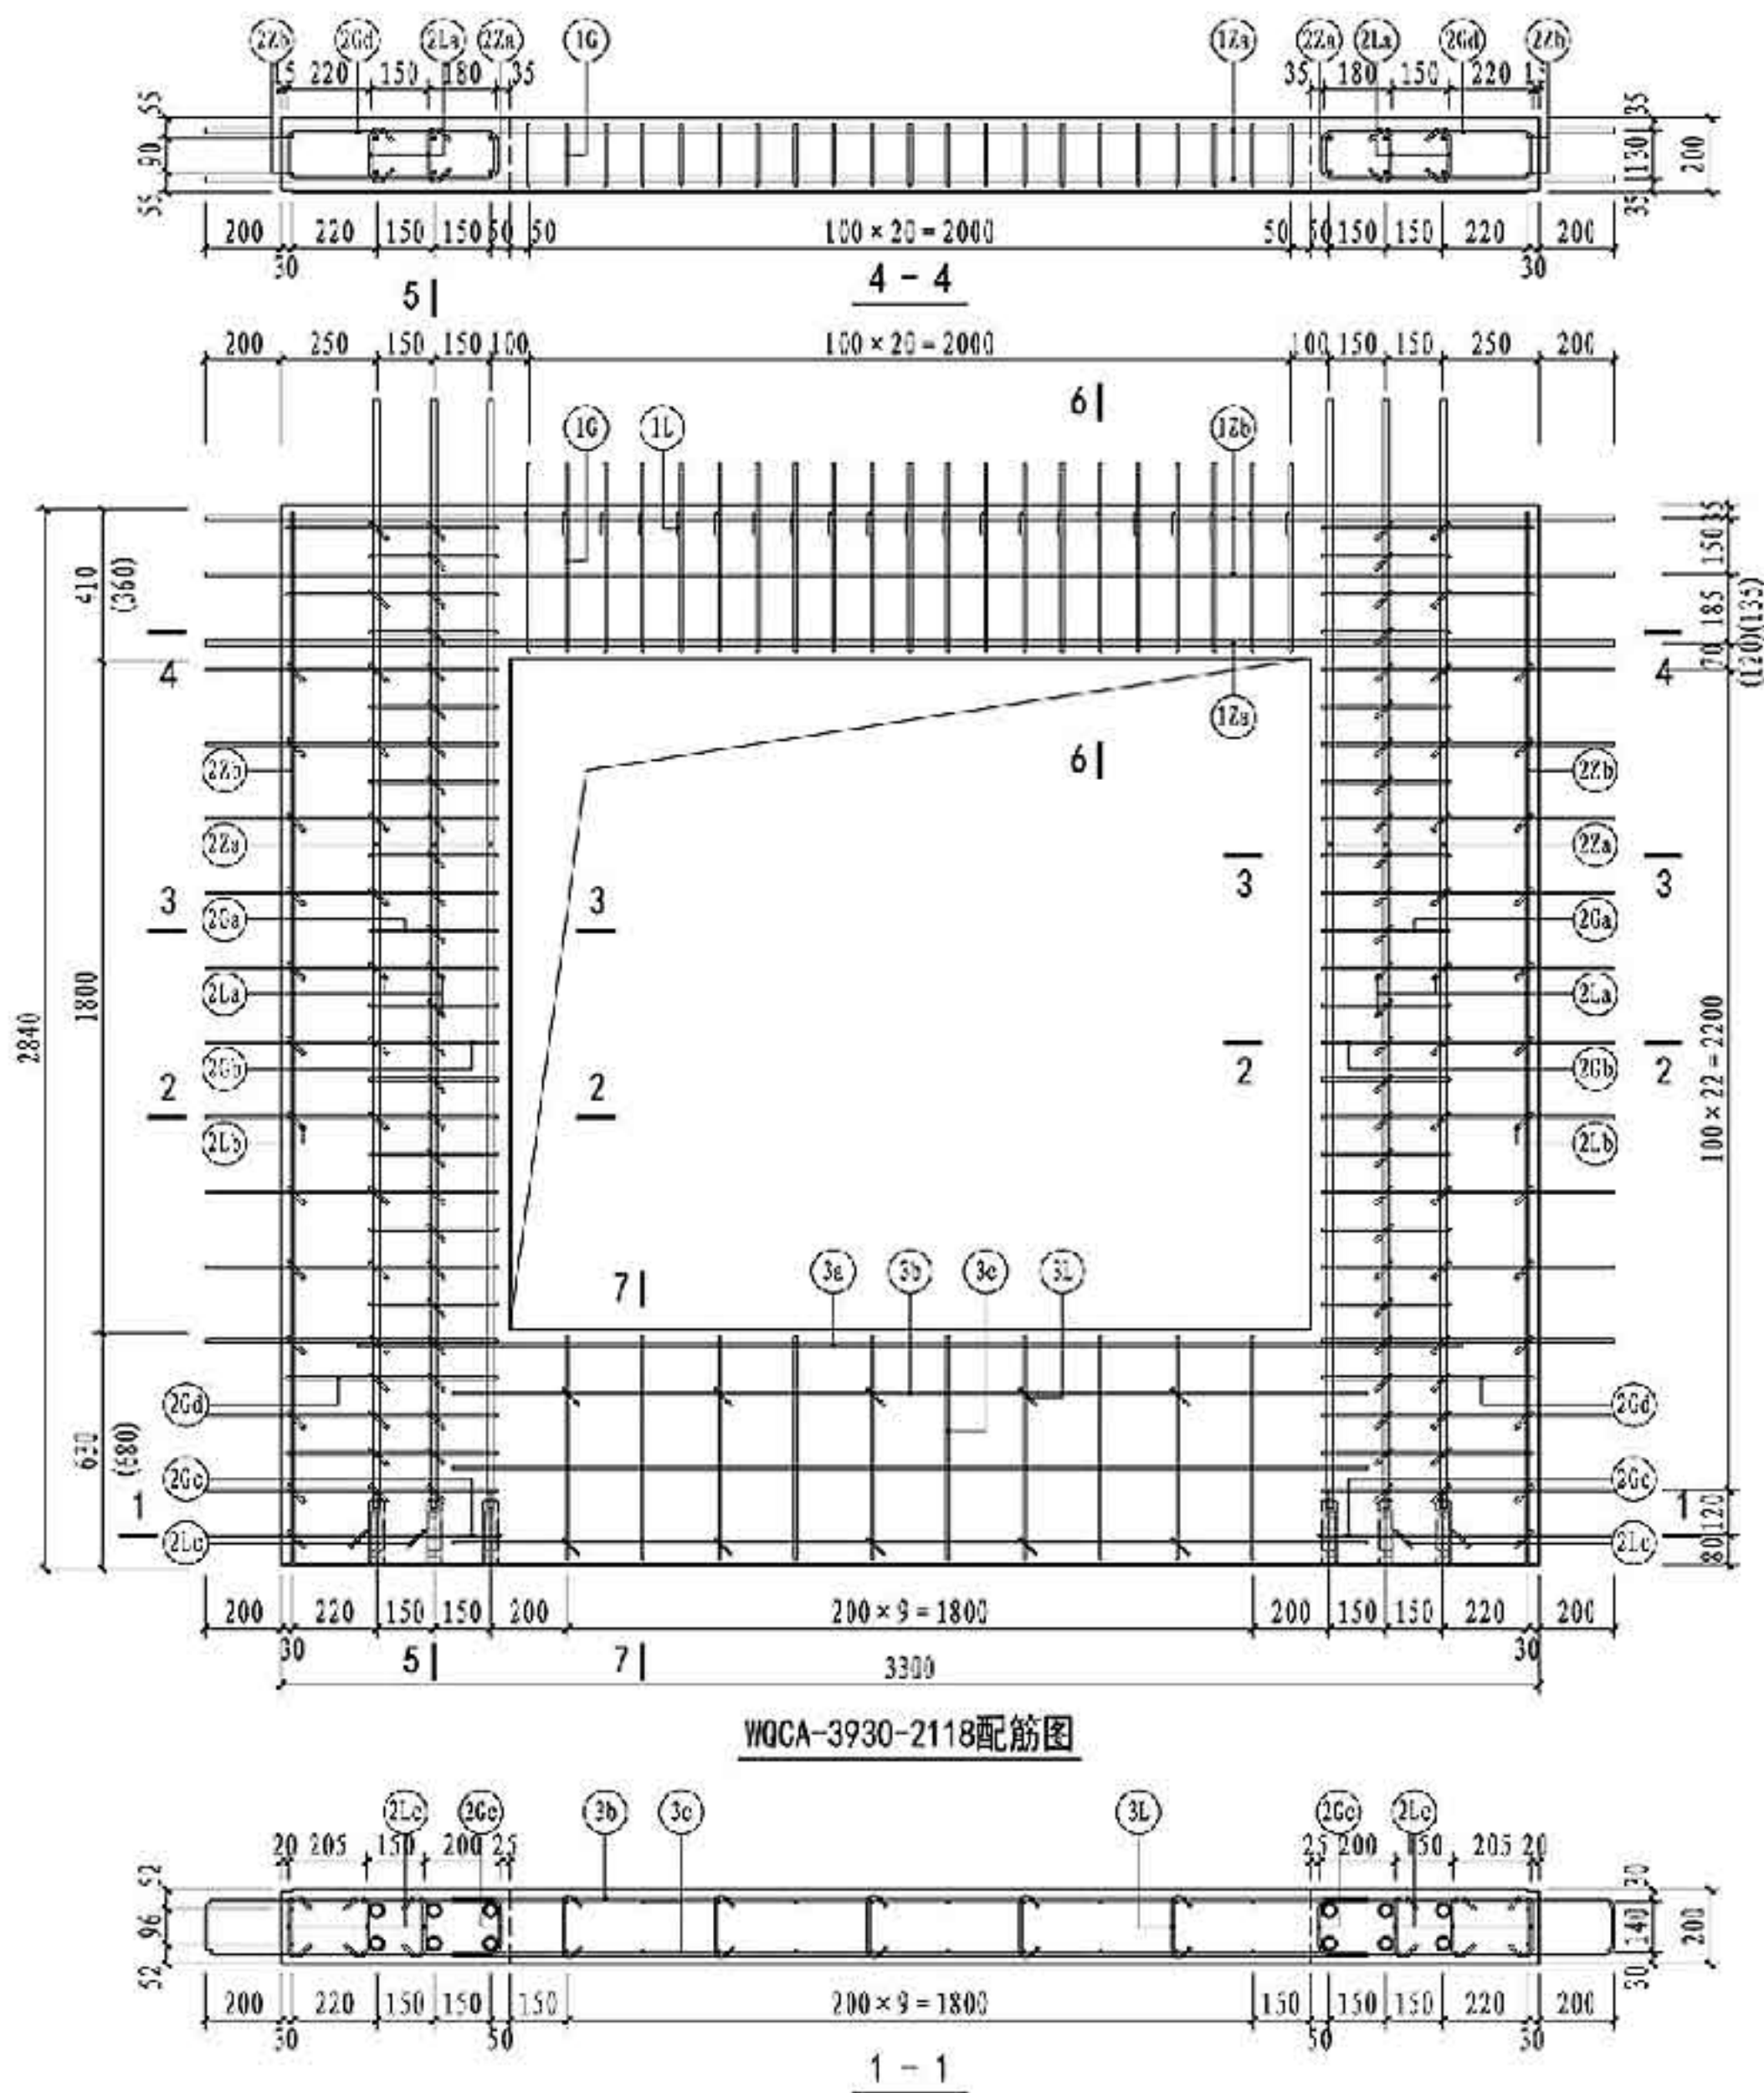 2Zb 2Gd 2La 2Za 1G 1Za 2Za 2La 2Gd 2Zb
15 220 150 180 35 35 180 150 220 15
55 90 55 35 130 35 200
200 220 150 150 50 50 100×20=2000 50 50 150 150 220 200
30 30
4-4
5
200 250 150 150 100 100×20=2000 100 150 150 250 200
6
1G 1L 1Zb
35
150
410 (360) 185 (135)
70 (120)
4 4
1Za
6
2Zb 2Zb
2Za 2Za
3 3 3 3
2Ga 2Ga
2La 2La
1800
2840
100×22=2200
2Gb 2Gb
2 2 2 2
2Lb 2Lb
7 3a 3b 3c 3L
2Gd 2Gd
630 (680)
2Gc 2Gc
1 1 120
2Lc 2Lc
80
200 220 150 150 200 200×9=1800 200 150 150 220 200
30 30
5 7 3300
WQCA-3930-2118配筋图
2Lc 2Gc 3b 3c 3L 2Gc 2Lc
20 205 150 200 25 25 200 150 205 20
52 96 52 30 140 30 200
200 220 150 150 150 200×9=1800 150 150 150 220 200
30 50 50 30
1-1